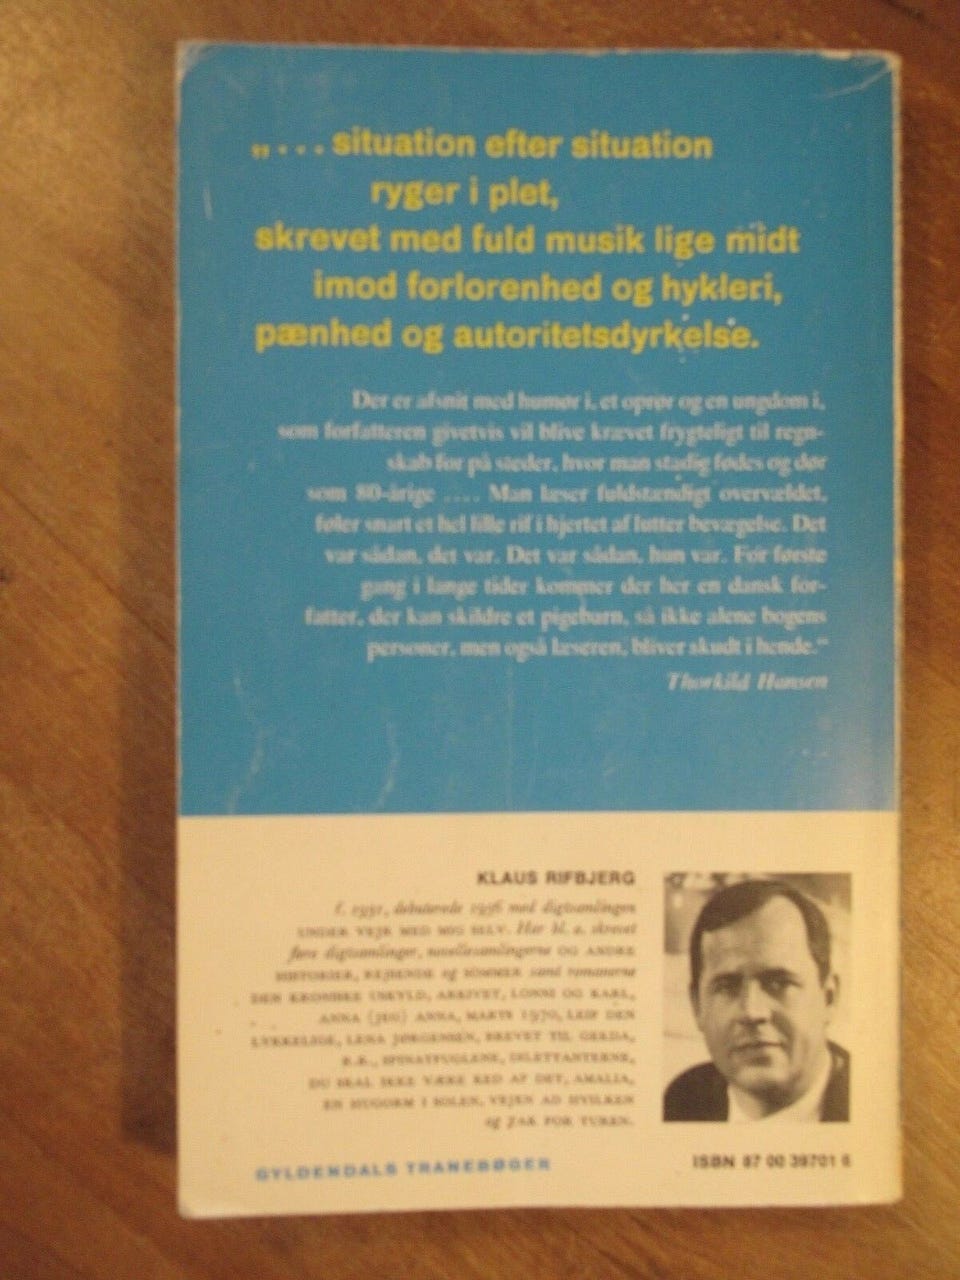 „... situation efter situation
ryger i plet,
skrevet med fuld musik lige midt
imod forlorenhed og hykleri,
pænhed og autoritetsdyrkelse.
Der er afsnit med humør i, et oprør og en ungdom i,
som forfatteren givetvis vil blive krævet frygteligt til regn-
skab for på steder, hvor man stadig fødes og dør
som 80-årige .... Man læser fuldstændigt overvældet,
føler snart et hel lille rif i hjertet af lutter bevægelse. Det
var sådan, det var. Det var sådan, hun var. For første
gang i lange tider kommer der her en dansk for-
fatter, der kan skildre et pigebarn, så ikke alene bogens
personer, men også læseren, bliver skudt i hende.“
Thorkild Hansen
KLAUS RIFBJERG
f. 1931, debuterede 1956 med digtsamlingen
UNDER VEJR MED MIG SELV. Har bl. a. skrevet
flere digtsamlinger, novellesamlingerne OG ANDRE
HISTORIER, REJSENDE og SOMMER samt romanerne
DEN KRONISKE USKYLD, ARKIVET, LONNI OG KARL,
ANNA (JEG) ANNA, MARTS 1970, LEIF DEN
LYKKELIGE, LENA JØRGENSEN, BREVET TIL GERDA,
R.R., SPINATFUGLENE, DILETTANTERNE,
DU SKAL IKKE VÆRE KED AF DET, AMALIA,
EN HUGORM I SOLEN, VEJEN AD HVILKEN
og TAK FOR TUREN.
GYLDENDALS TRANEBØGER
ISBN 87 00 39701 6